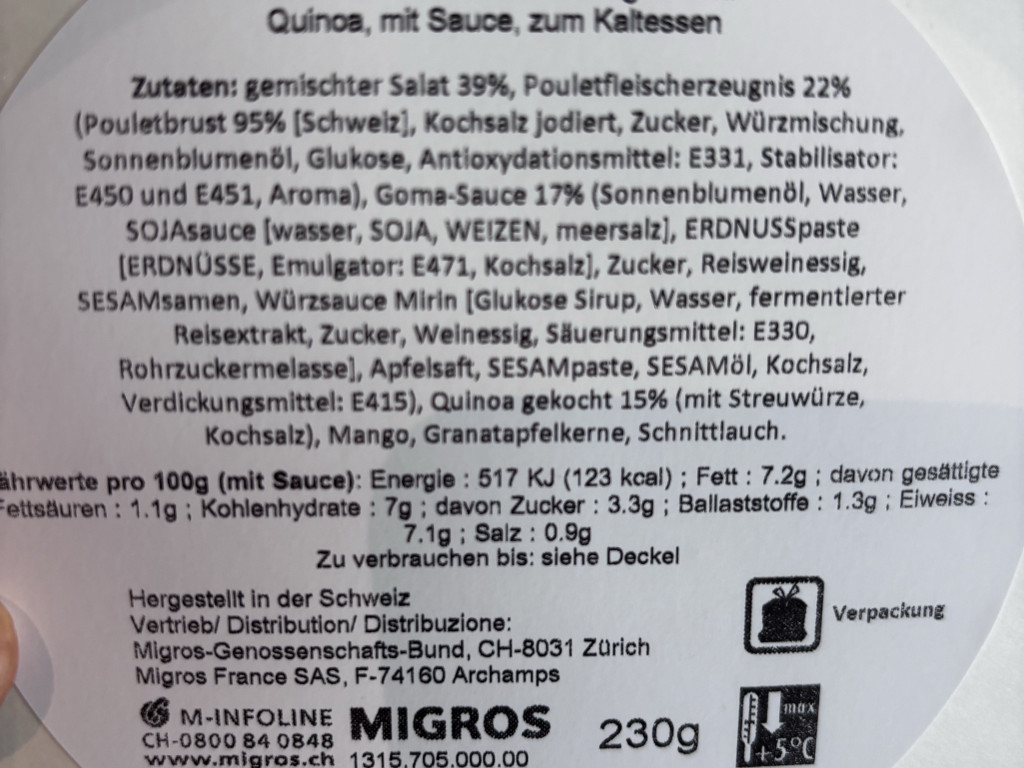 Quinoa, mit Sauce, zum Kaltessen
Zutaten: gemischter Salat 39%, Pouletfleischerzeugnis 22%
(Pouletbrust 95% [Schweiz], Kochsalz jodiert, Zucker, Würzmischung,
Sonnenblumenöl, Glukose, Antioxydationsmittel: E331, Stabilisator:
E450 und E451, Aroma), Goma-Sauce 17% (Sonnenblumenöl, Wasser,
SOJAsauce [wasser, SOJA, WEIZEN, meersalz], ERDNUSSpaste
[ERDNÜSSE, Emulgator: E471, Kochsalz], Zucker, Reisweinessig,
SESAMsamen, Würzsauce Mirin [Glukose Sirup, Wasser, fermentierter
Reisextrakt, Zucker, Weinessig, Säuerungsmittel: E330,
Rohrzuckermelasse], Apfelsaft, SESAMpaste, SESAMöl, Kochsalz,
Verdickungsmittel: E415), Quinoa gekocht 15% (mit Streuwürze,
Kochsalz), Mango, Granatapfelkerne, Schnittlauch.
ährwerte pro 100g (mit Sauce): Energie : 517 KJ (123 kcal) ; Fett : 7.2g ; davon gesättigte
Fettsäuren : 1.1g ; Kohlenhydrate : 7g ; davon Zucker : 3.3g ; Ballaststoffe : 1.3g ; Eiweiss :
7.1g ; Salz : 0.9g
Zu verbrauchen bis: siehe Deckel
Hergestellt in der Schweiz
Vertrieb/ Distribution/ Distribuzione:
Migros-Genossenschafts-Bund, CH-8031 Zürich
Migros France SAS, F-74160 Archamps
Verpackung
M-INFOLINE
CH-0800 84 0848
www.migros.ch
MIGROS
1315.705.000.00
230g
max
+5°C